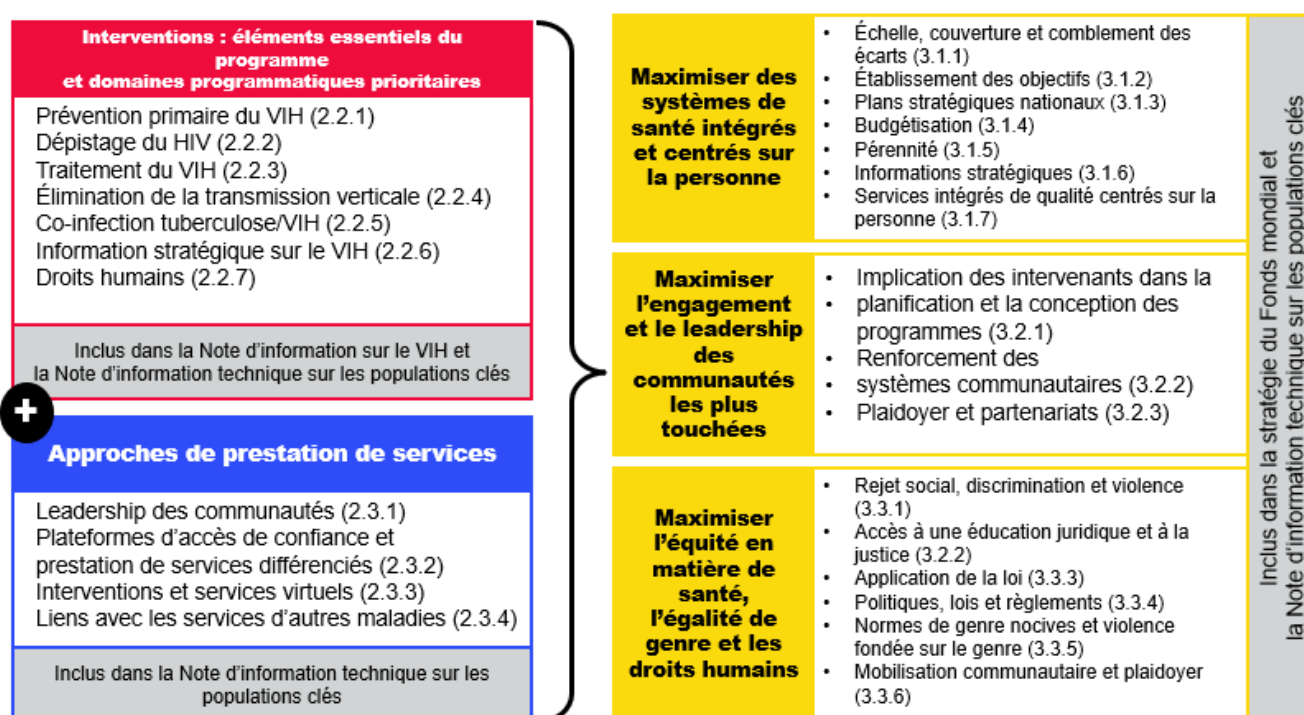 Interventions : éléments essentiels du
programme
et domaines programmatiques prioritaires
Prévention primaire du VIH (2.2.1)
Dépistage du HIV (2.2.2)
Traitement du VIH (2.2.3)
Élimination de la transmission verticale (2.2.4)
Co-infection tuberculose/VIH (2.2.5)
Information stratégique sur le VIH (2.2.6)
Droits humains (2.2.7)
Inclus dans la Note d'information sur le VIH et
la Note d'information technique sur les populations clés
+
Approches de prestation de services
Leadership des communautés (2.3.1)
Plateformes d'accès de confiance et
prestation de services différenciés (2.3.2)
Interventions et services virtuels (2.3.3)
Liens avec les services d'autres maladies (2.3.4)
Inclus dans la Note d'information technique sur les
populations clés
Maximiser des
systèmes de
santé intégrés
et centrés sur
la personne
• Échelle, couverture et comblement des
écarts (3.1.1)
• Établissement des objectifs (3.1.2)
• Plans stratégiques nationaux (3.1.3)
• Budgétisation (3.1.4)
• Pérennité (3.1.5)
• Informations stratégiques (3.1.6)
• Services intégrés de qualité centrés sur la
personne (3.1.7)
Maximiser
l'engagement
et le leadership
des
communautés
les plus
touchées
• Implication des intervenants dans la
• planification et la conception des
programmes (3.2.1)
• Renforcement des
• systèmes communautaires (3.2.2)
• Plaidoyer et partenariats (3.2.3)
Maximiser
l'équité en
matière de
santé,
l'égalité de
genre et les
droits humains
• Rejet social, discrimination et violence
(3.3.1)
• Accès à une éducation juridique et à la
justice (3.2.2)
• Application de la loi (3.3.3)
• Politiques, lois et règlements (3.3.4)
• Normes de genre nocives et violence
fondée sur le genre (3.3.5)
• Mobilisation communautaire et plaidoyer
(3.3.6)
Inclus dans la stratégie du Fonds mondial et
la Note d'information technique sur les populations clés